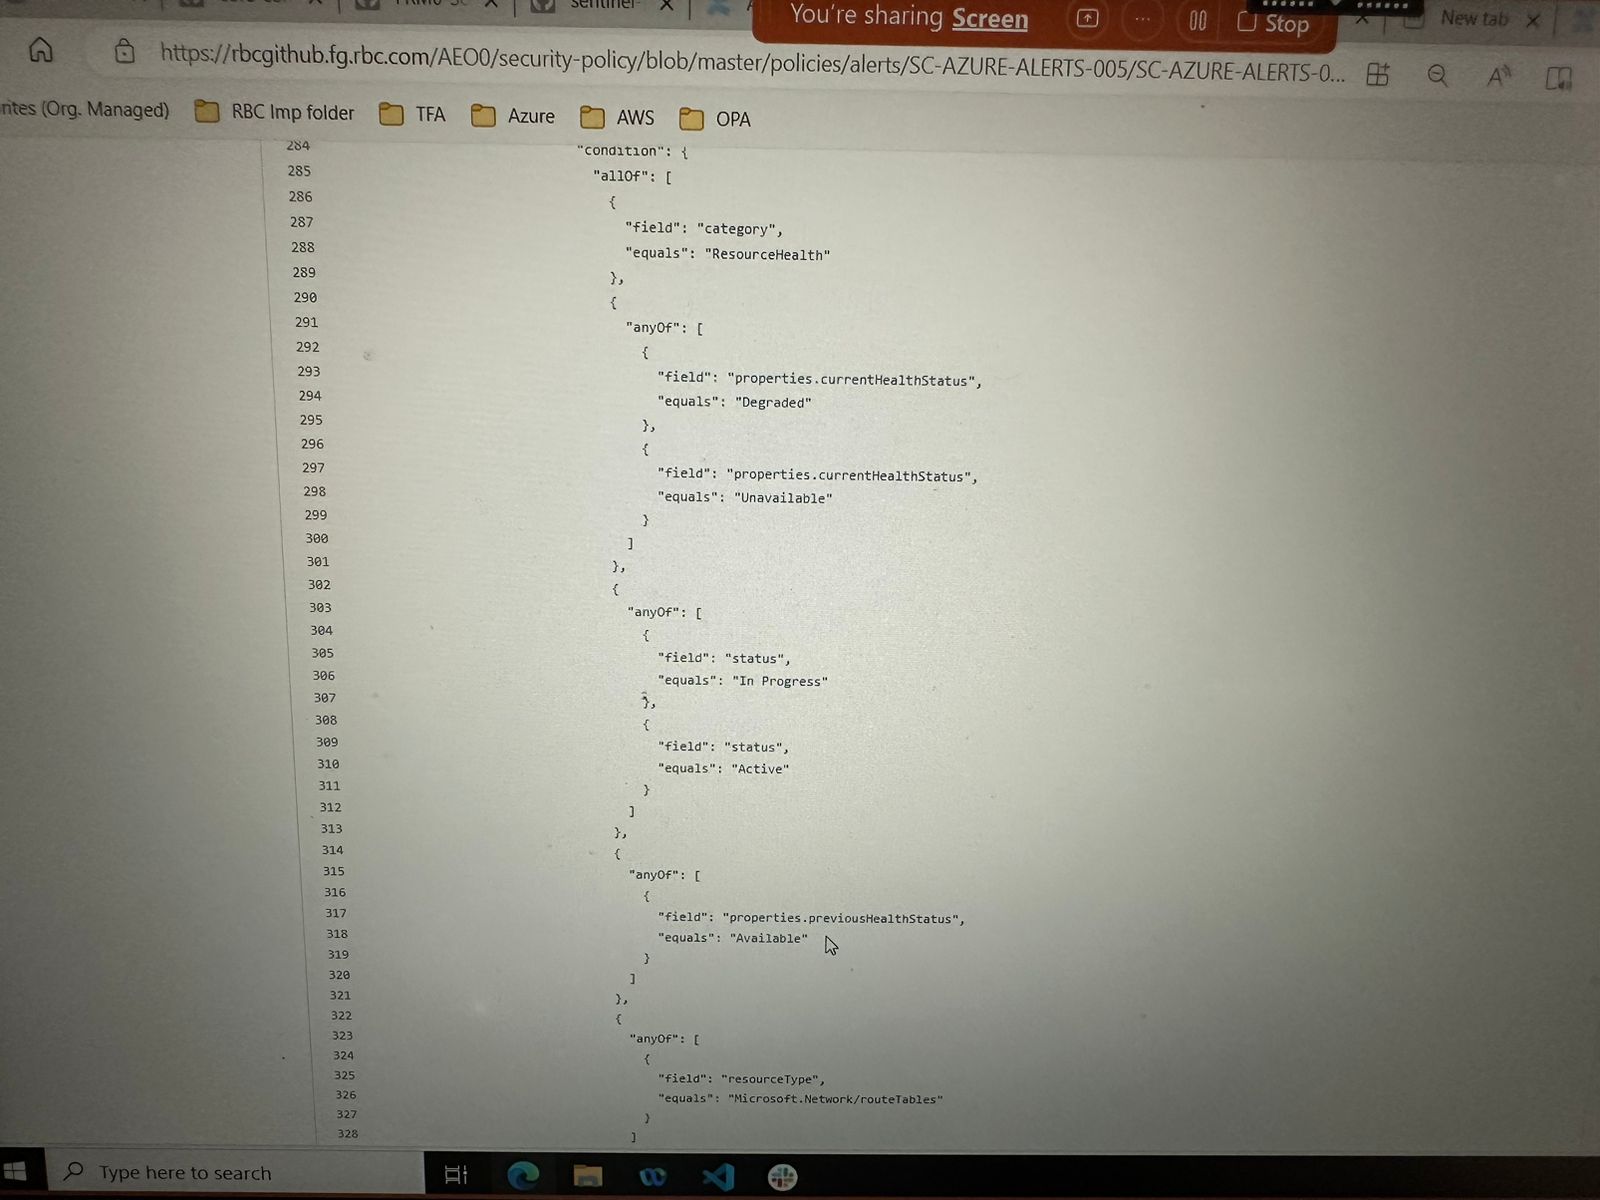 You're sharing Screen
Stop
New tab
https://rbcgithub.fg.rbc.com/AEO0/security-policy/blob/master/policies/alerts/SC-AZURE-ALERTS-005/SC-AZURE-ALERTS-0...
(Org. Managed) RBC Imp folder TFA Azure AWS OPA
284 "condition": {
285 "allOf": [
286 {
287 "field": "category",
288 "equals": "ResourceHealth"
289 },
290 {
291 "anyOf": [
292 {
293 "field": "properties.currentHealthStatus",
294 "equals": "Degraded"
295 },
296 {
297 "field": "properties.currentHealthStatus",
298 "equals": "Unavailable"
299 }
300 ]
301 },
302 {
303 "anyOf": [
304 {
305 "field": "status",
306 "equals": "In Progress"
307 },
308 {
309 "field": "status",
310 "equals": "Active"
311 }
312 ]
313 },
314 {
315 "anyOf": [
316 {
317 "field": "properties.previousHealthStatus",
318 "equals": "Available"
319 }
320 ]
321 },
322 {
323 "anyOf": [
324 {
325 "field": "resourceType",
326 "equals": "Microsoft.Network/routeTables"
327 }
328 ]
Type here to search